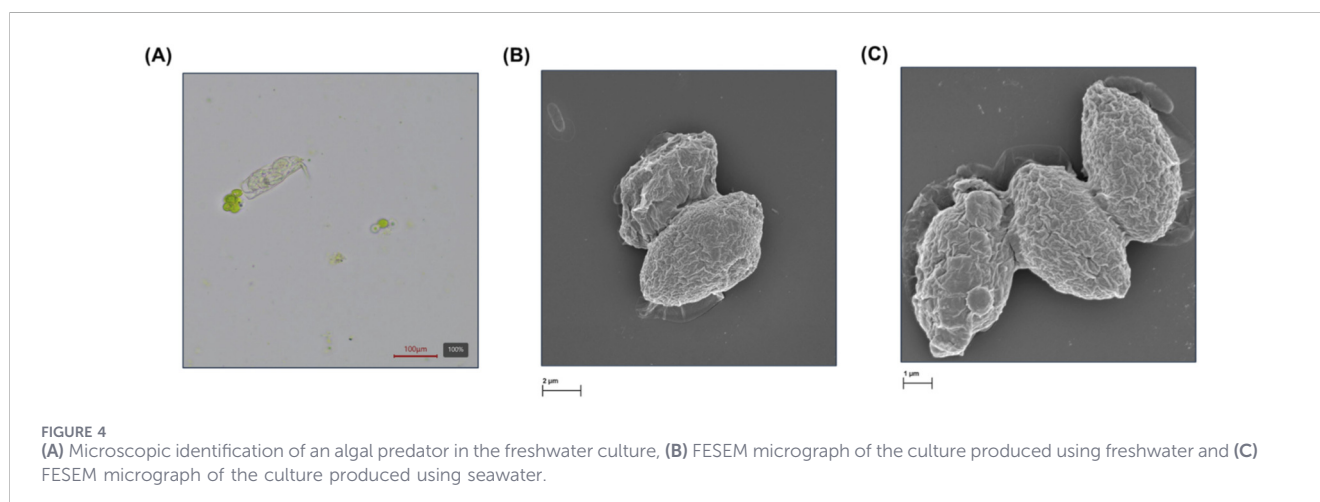 (A)
(B)
(C)
100µm
100%
2 µm
1 µm
FIGURE 4
(A) Microscopic identification of an algal predator in the freshwater culture, (B) FESEM micrograph of the culture produced using freshwater and (C)
FESEM micrograph of the culture produced using seawater.